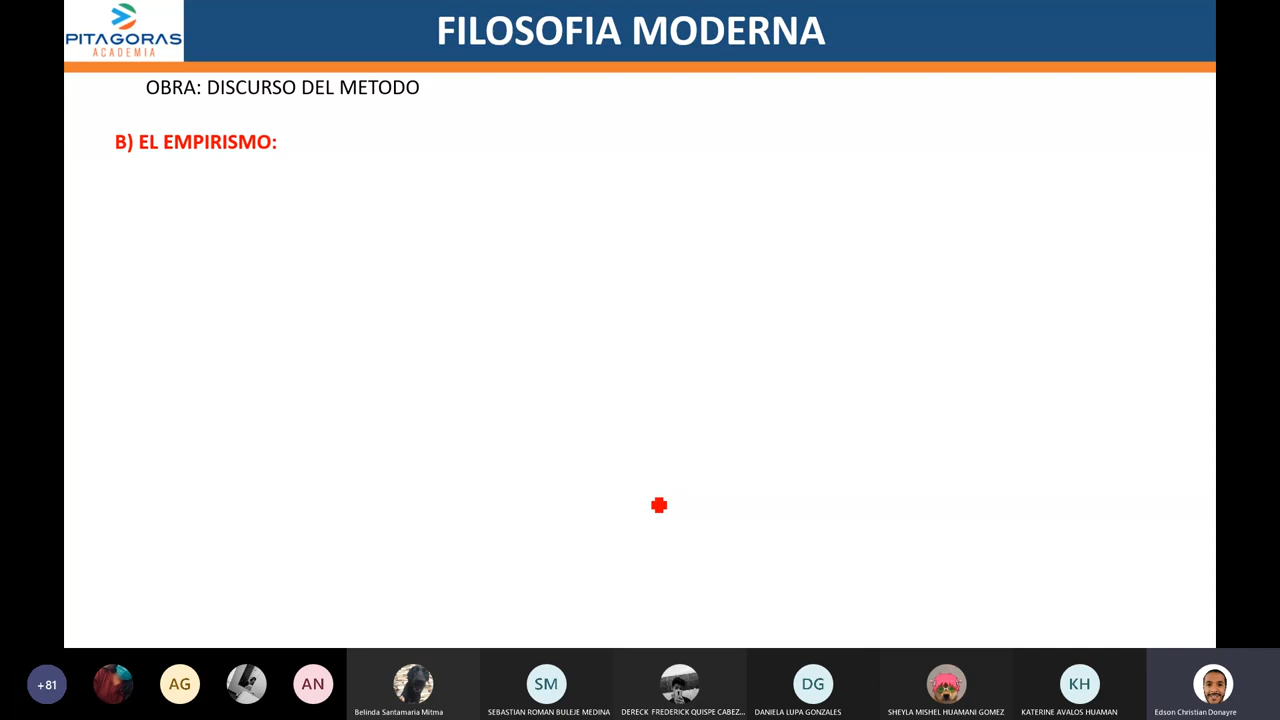 PITAGORAS
ACADEMIA
FILOSOFIA MODERNA
OBRA: DISCURSO DEL METODO
B) EL EMPIRISMO:
+81
AG
AN
Belinda Santamaria Mitma
SM
SEBASTIAN ROMAN BULEJE MEDINA
DERECK FREDERICK QUISPE CABEZ...
DG
DANIELA LUPA GONZALES
SHEYLA MISHEL HUAMANI GOMEZ
KH
KATERINE AVALOS HUAMAN
Edson Christian Donayre